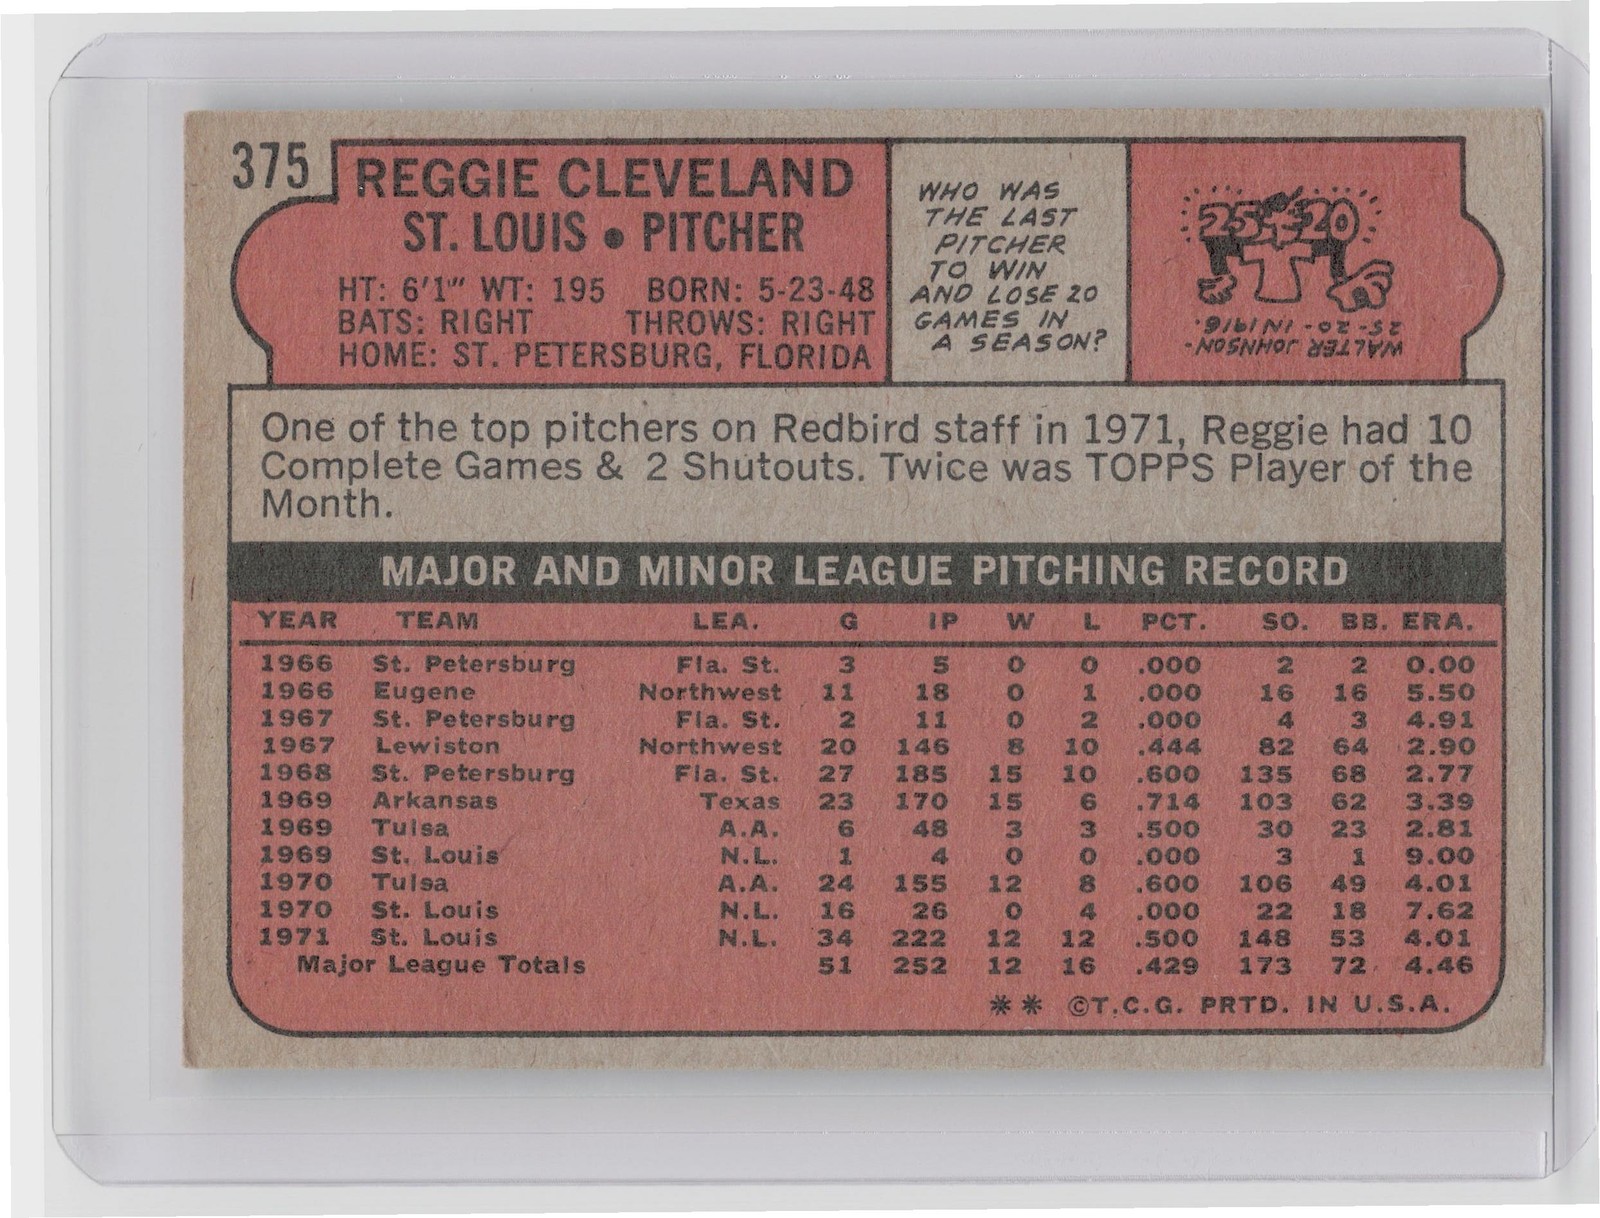 375
REGGIE CLEVELAND
ST. LOUIS • PITCHER
HT: 6'1''' WT: 195 BORN: 5-23-48
BATS: RIGHT THROWS: RIGHT
HOME: ST. PETERSBURG, FLORIDA
WHO WAS
THE LAST
PITCHER
TO WIN
AND LOSE 20
GAMES IN
A SEASON?
25 20
WALTER JOHNSON-
25-20- IN 1916.
One of the top pitchers on Redbird staff in 1971, Reggie had 10
Complete Games & 2 Shutouts. Twice was TOPPS Player of the
Month.
MAJOR AND MINOR LEAGUE PITCHING RECORD
YEAR TEAM LEA. G IP W L PCT. SO. BB. ERA.
1966 St. Petersburg Fla. St. 3 5 0 0 .000 2 2 0.00
1966 Eugene Northwest 11 18 0 1 .000 16 16 5.50
1967 St. Petersburg Fla. St. 2 11 0 2 .000 4 3 4.91
1967 Lewiston Northwest 20 146 8 10 .444 82 64 2.90
1968 St. Petersburg Fla. St. 27 185 15 10 .600 135 68 2.77
1969 Arkansas Texas 23 170 15 6 .714 103 62 3.39
1969 Tulsa A.A. 6 48 3 3 .500 30 23 2.81
1969 St. Louis N.L. 1 4 0 0 .000 3 1 9.00
1970 Tulsa A.A. 24 155 12 8 .600 106 49 4.01
1970 St. Louis N.L. 16 26 0 4 .000 22 18 7.62
1971 St. Louis N.L. 34 222 12 12 .500 148 53 4.01
Major League Totals 51 252 12 16 .429 173 72 4.46
** ©T.C.G. PRTD. IN U.S.A.